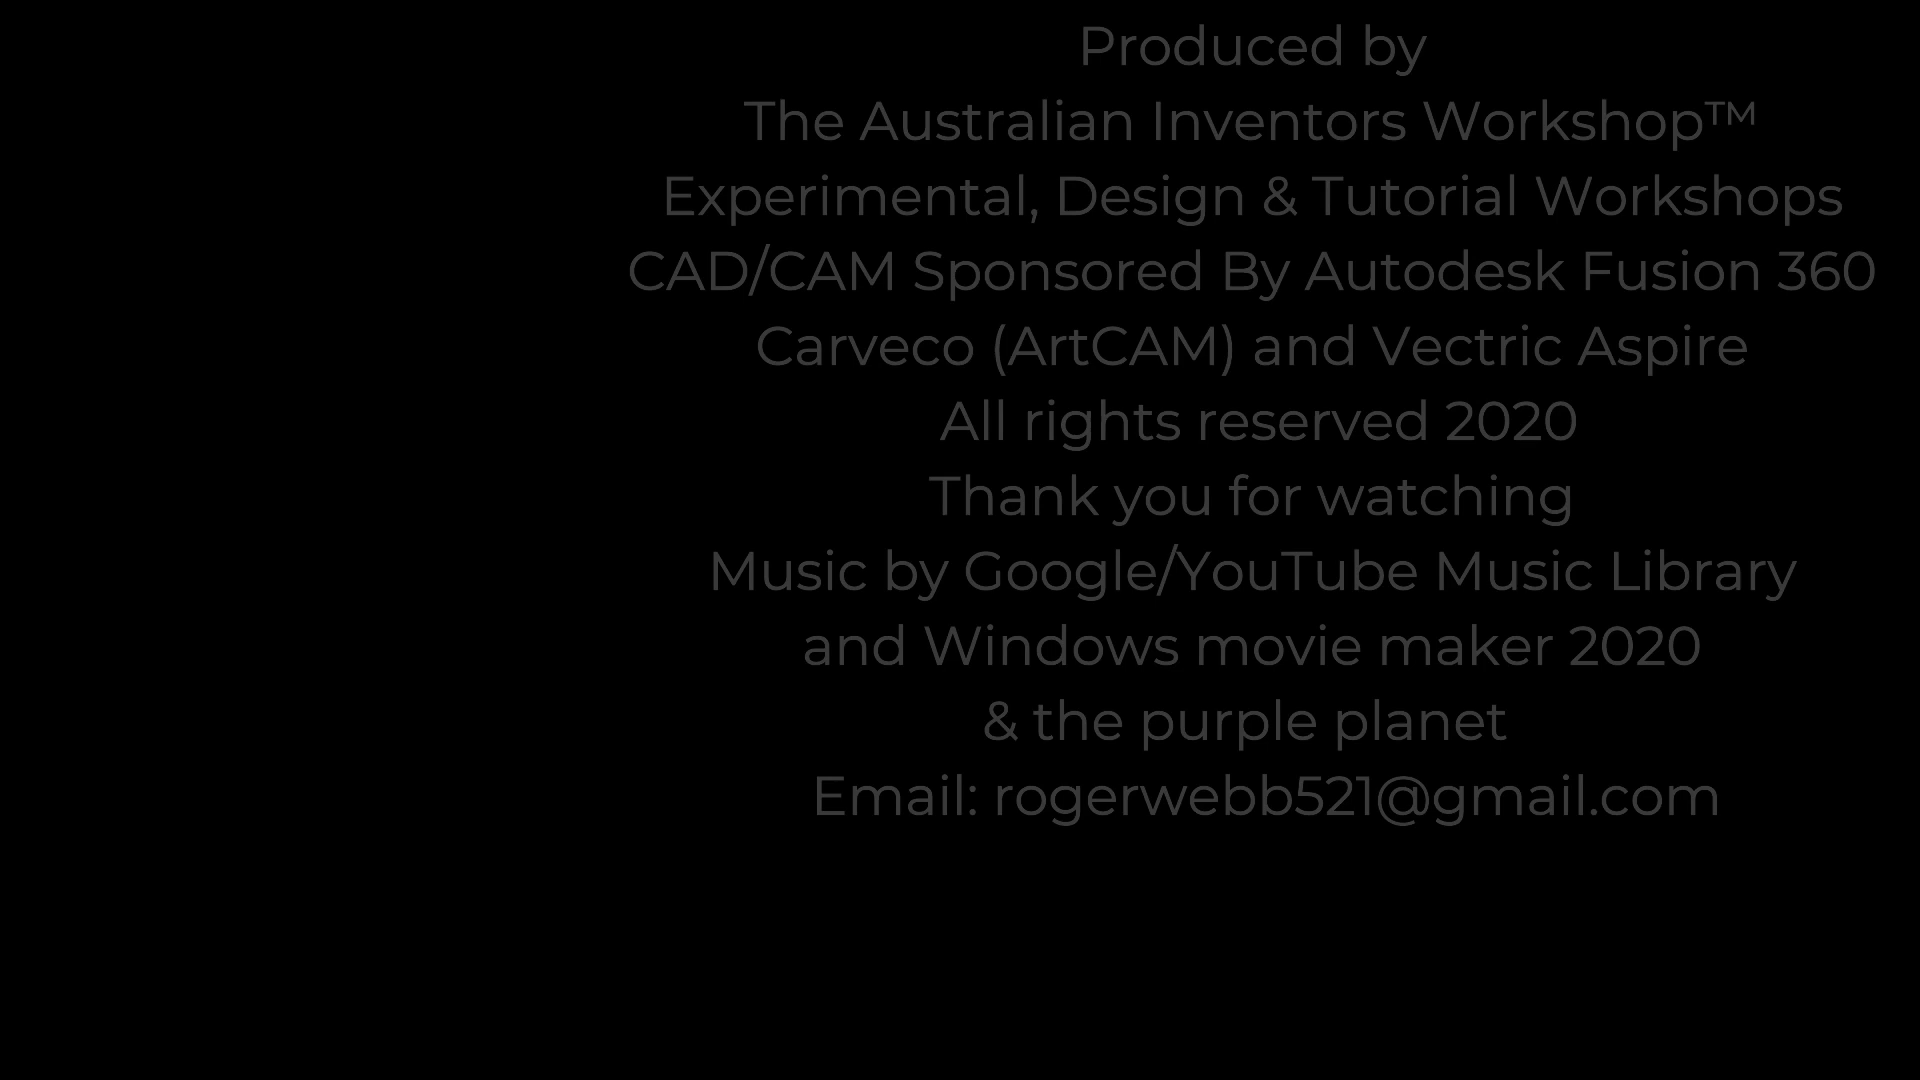 Produced by
The Australian Inventors Workshop™
Experimental, Design & Tutorial Workshops
CAD/CAM Sponsored By Autodesk Fusion 360
Carveco (ArtCAM) and Vectric Aspire
All rights reserved 2020
Thank you for watching
Music by Google/YouTube Music Library
and Windows movie maker 2020
& the purple planet
Email: rogerwebb521@gmail.com